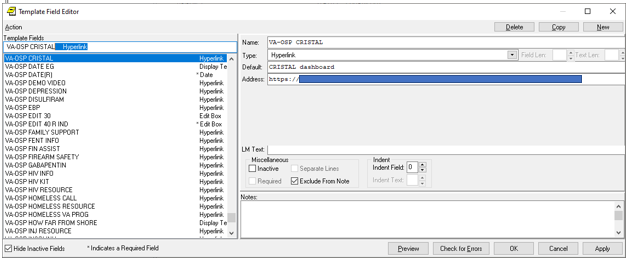 Template Field Editor
Action
Delete Copy New
Template Fields
VA-OSP CRISTAL Hyperlink
VA-OSP CRISTAL Hyperlink
VA-OSP DATE EG Display Te
VA-OSP DATE(R) * Date
VA-OSP DEMO VIDEO Hyperlink
VA-OSP DEPRESSION Hyperlink
VA-OSP DISULFIRAM Hyperlink
VA-OSP EBP Hyperlink
VA-OSP EDIT 30 Edit Box
VA-OSP EDIT 40 R IND * Edit Box
VA-OSP FAMILY SUPPORT Hyperlink
VA-OSP FENT INFO Hyperlink
VA-OSP FIN ASSIST Hyperlink
VA-OSP FIREARM SAFETY Hyperlink
VA-OSP GABAPENTIN Hyperlink
VA-OSP HIV INFO Hyperlink
VA-OSP HIV KIT Hyperlink
VA-OSP HIV RESOURCE Hyperlink
VA-OSP HOMELESS CALL Hyperlink
VA-OSP HOMELESS RESOURCE Hyperlink
VA-OSP HOMELESS VA PROG Hyperlink
VA-OSP HOW FAR FROM SHORE Display Te
VA-OSP INJ RESOURCE Hyperlink
Name: VA-OSP CRISTAL
Type: Hyperlink Field Len: Text Len:
Default: CRISTAL dashboard
Address: https://
LM Text:
Miscellaneous
Inactive Separate Lines
Required Exclude From Note
Indent
Indent Field: 0
Indent Text:
Notes:
Hide Inactive Fields * Indicates a Required Field
Preview Check for Errors OK Cancel Apply